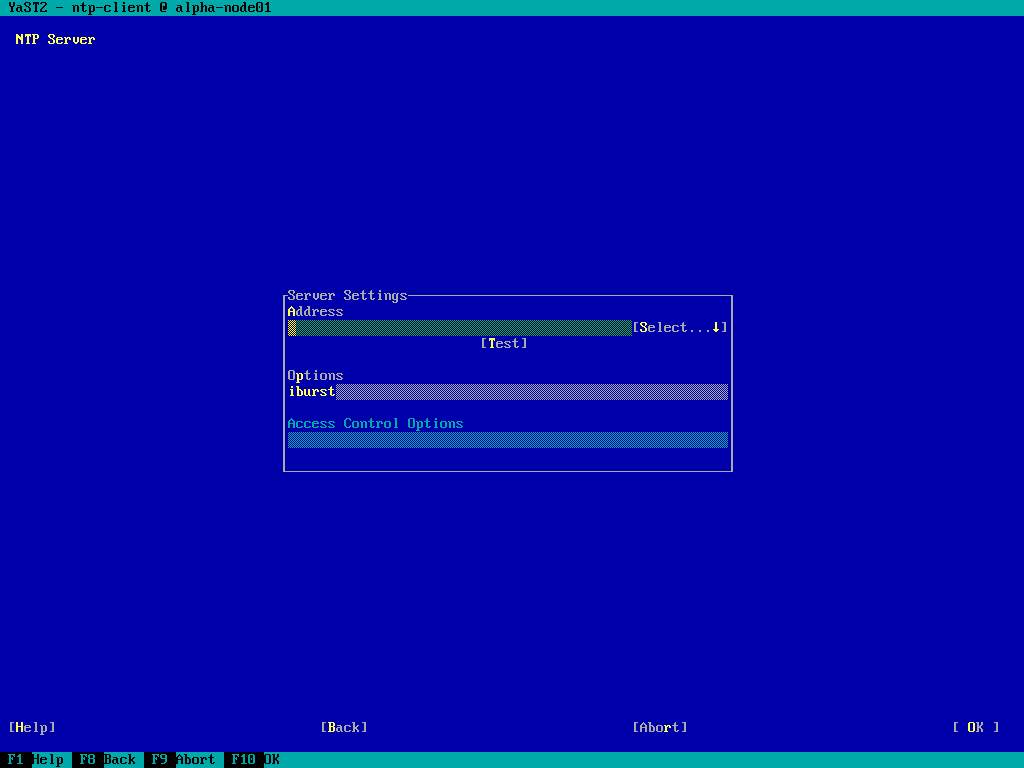 YaST2 - ntp-client @ alpha-node01
NTP Server
Server Settings
Address
[Select...↓]
[Test]
Options
iburst
Access Control Options
[Help] [Back] [Abort] [ OK ]
F1 Help F8 Back F9 Abort F10 OK